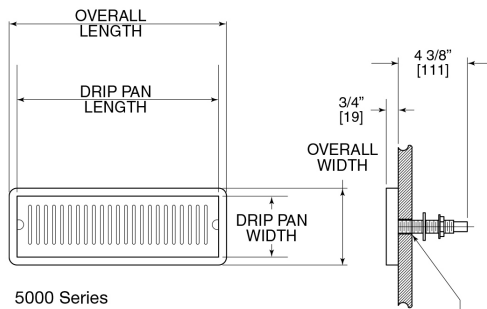 OVERALL
LENGTH
DRIP PAN
LENGTH
4 3/8"
[111]
3/4"
[19]
OVERALL
WIDTH
DRIP PAN
WIDTH
5000 Series